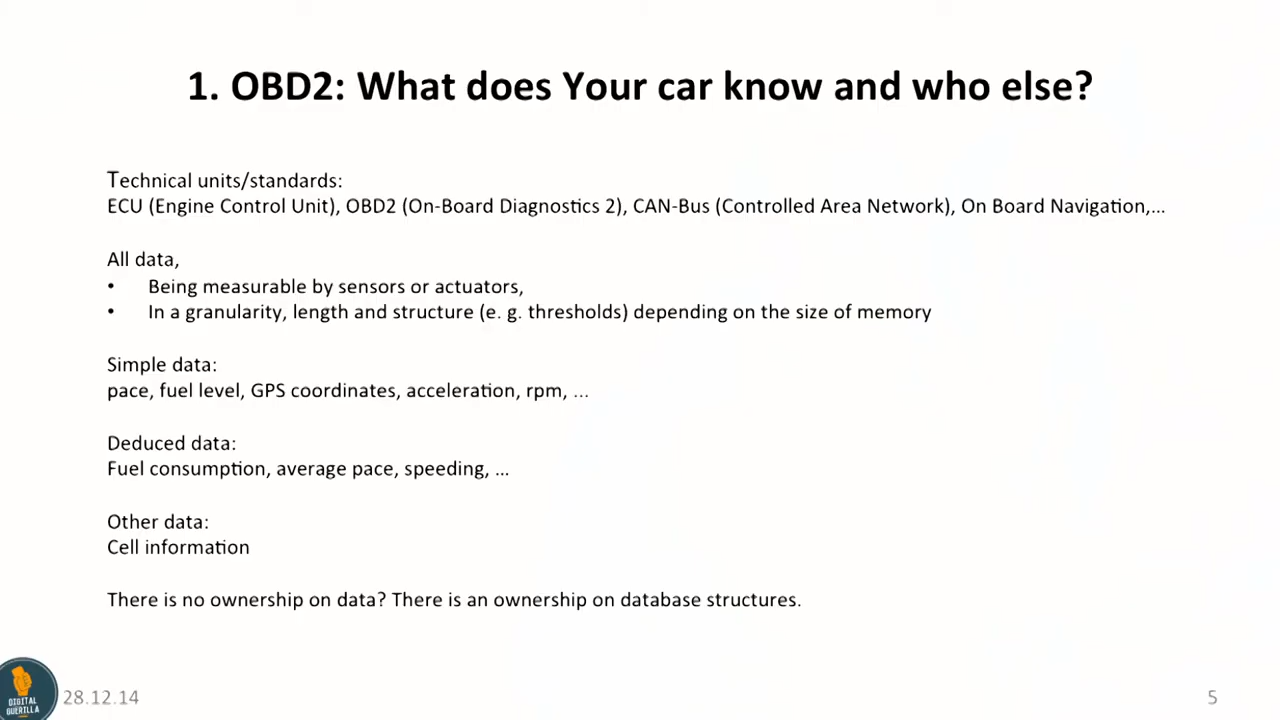 1. OBD2: What does Your car know and who else?
Technical units/standards:
ECU (Engine Control Unit), OBD2 (On-Board Diagnostics 2), CAN-Bus (Controlled Area Network), On Board Navigation,...
All data,
• Being measurable by sensors or actuators,
• In a granularity, length and structure (e. g. thresholds) depending on the size of memory
Simple data:
pace, fuel level, GPS coordinates, acceleration, rpm, ...
Deduced data:
Fuel consumption, average pace, speeding, ...
Other data:
Cell information
There is no ownership on data? There is an ownership on database structures.
DIGITAL
GUERILLA
28.12.14
5